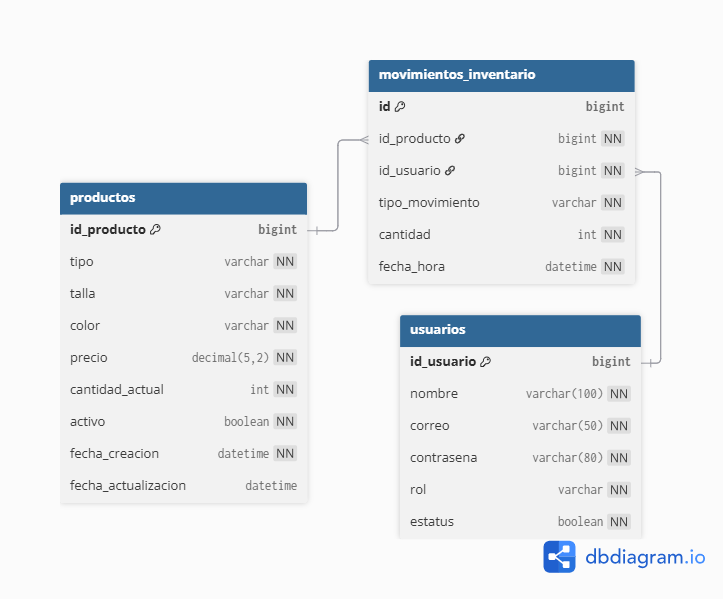 movimientos_inventario
id bigint
id_producto bigint NN
id_usuario bigint NN
tipo_movimiento varchar NN
cantidad int NN
fecha_hora datetime NN
productos
id_producto bigint
tipo varchar NN
talla varchar NN
color varchar NN
precio decimal(5,2) NN
cantidad_actual int NN
activo boolean NN
fecha_creacion datetime NN
fecha_actualizacion datetime
usuarios
id_usuario bigint
nombre varchar(100) NN
correo varchar(50) NN
contrasena varchar(80) NN
rol varchar NN
estatus boolean NN
dbdiagram.io